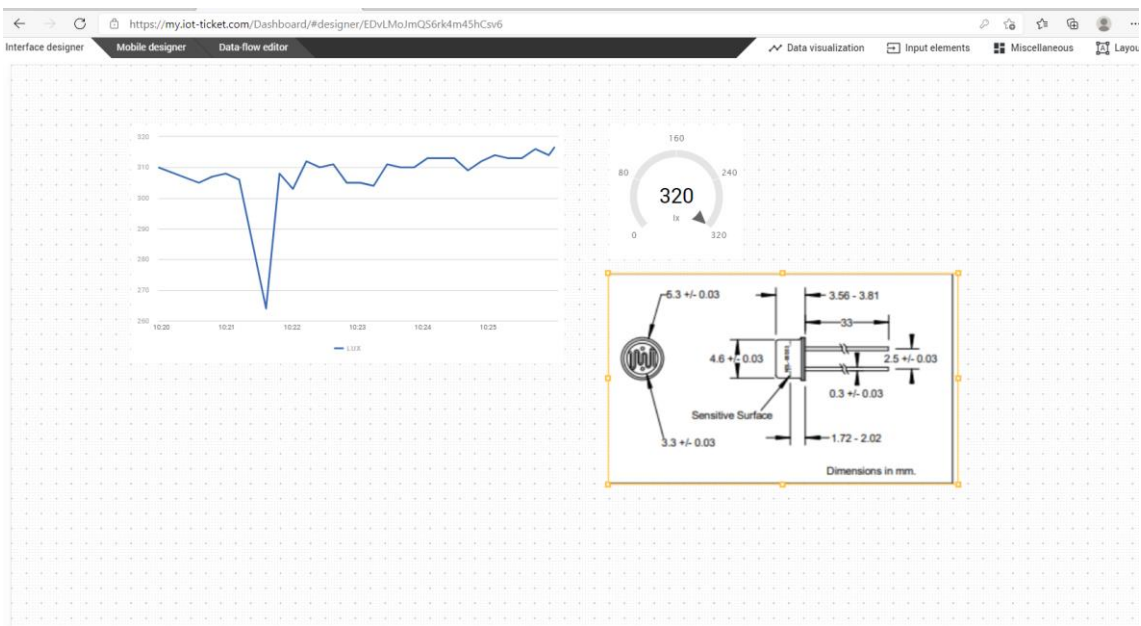 https://my.iot-ticket.com/Dashboard/#designer/EDvLMoJmQS6rk4m45hCsv6
Interface designer Mobile designer Data-flow editor Data visualization Input elements Miscellaneous Layou
320
310
300
290
280
270
260
10:20 10:21 10:22 10:23 10:24 10:25
LUX
160
80 240
320
lx
0 320
6.3 +/- 0.03 3.56 - 3.81
33
4.6 +/- 0.03 2.5 +/- 0.03
0.3 +/- 0.03
Sensitive Surface
3.3 +/- 0.03 1.72 - 2.02
Dimensions in mm.